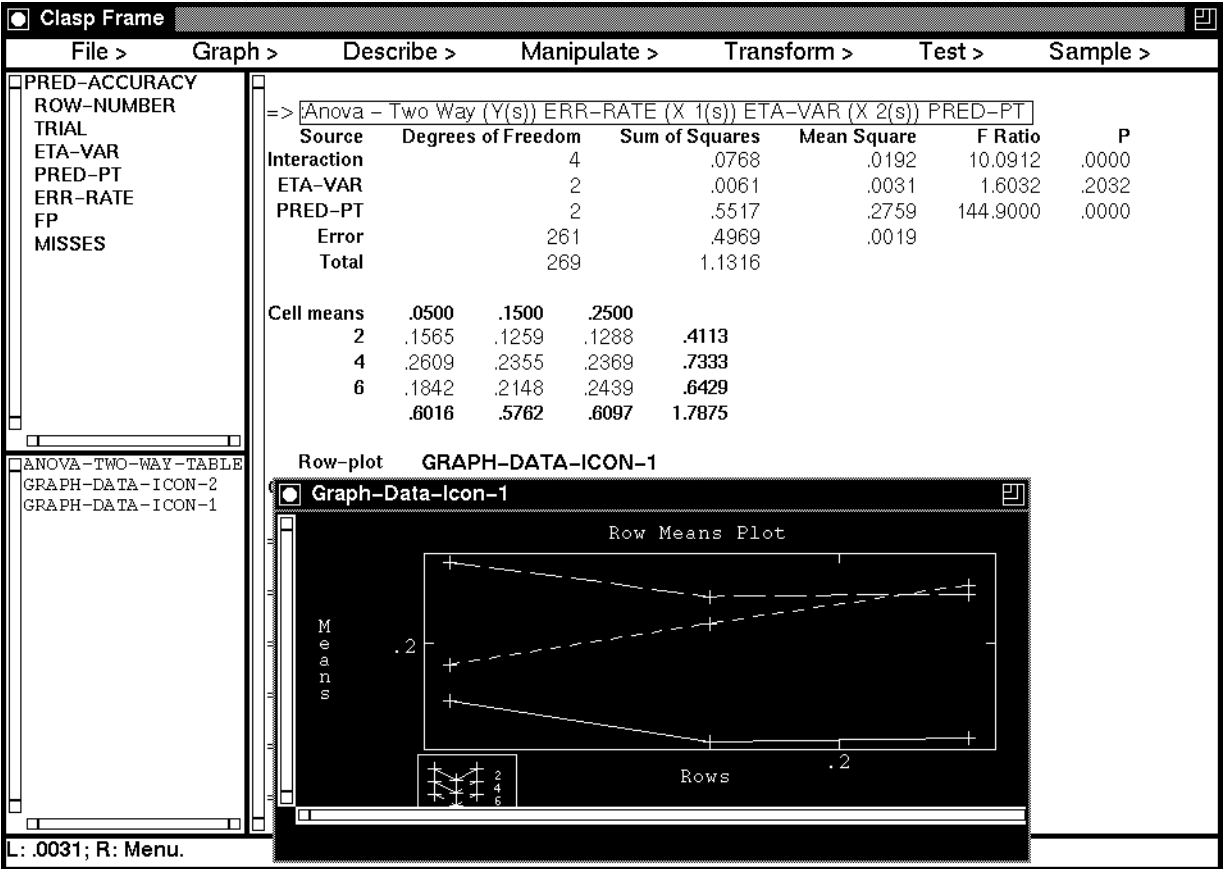 Clasp Frame
File > Graph > Describe > Manipulate > Transform > Test > Sample >
PRED-ACCURACY
ROW-NUMBER
TRIAL
ETA-VAR
PRED-PT
ERR-RATE
FP
MISSES
ANOVA-TWO-WAY-TABLE
GRAPH-DATA-ICON-2
GRAPH-DATA-ICON-1
=> :Anova – Two Way (Y(s)) ERR-RATE (X 1(s)) ETA-VAR (X 2(s)) PRED-PT
Source Degrees of Freedom Sum of Squares Mean Square F Ratio P
Interaction 4 .0768 .0192 10.0912 .0000
ETA-VAR 2 .0061 .0031 1.6032 .2032
PRED-PT 2 .5517 .2759 144.9000 .0000
Error 261 .4969 .0019
Total 269 1.1316
Cell means .0500 .1500 .2500
2 .1565 .1259 .1288 .4113
4 .2609 .2355 .2369 .7333
6 .1842 .2148 .2439 .6429
.6016 .5762 .6097 1.7875
Row-plot GRAPH-DATA-ICON-1
Graph-Data-Icon-1
Row Means Plot
Means
.2
.2
Rows
2
4
6
L: .0031; R: Menu.